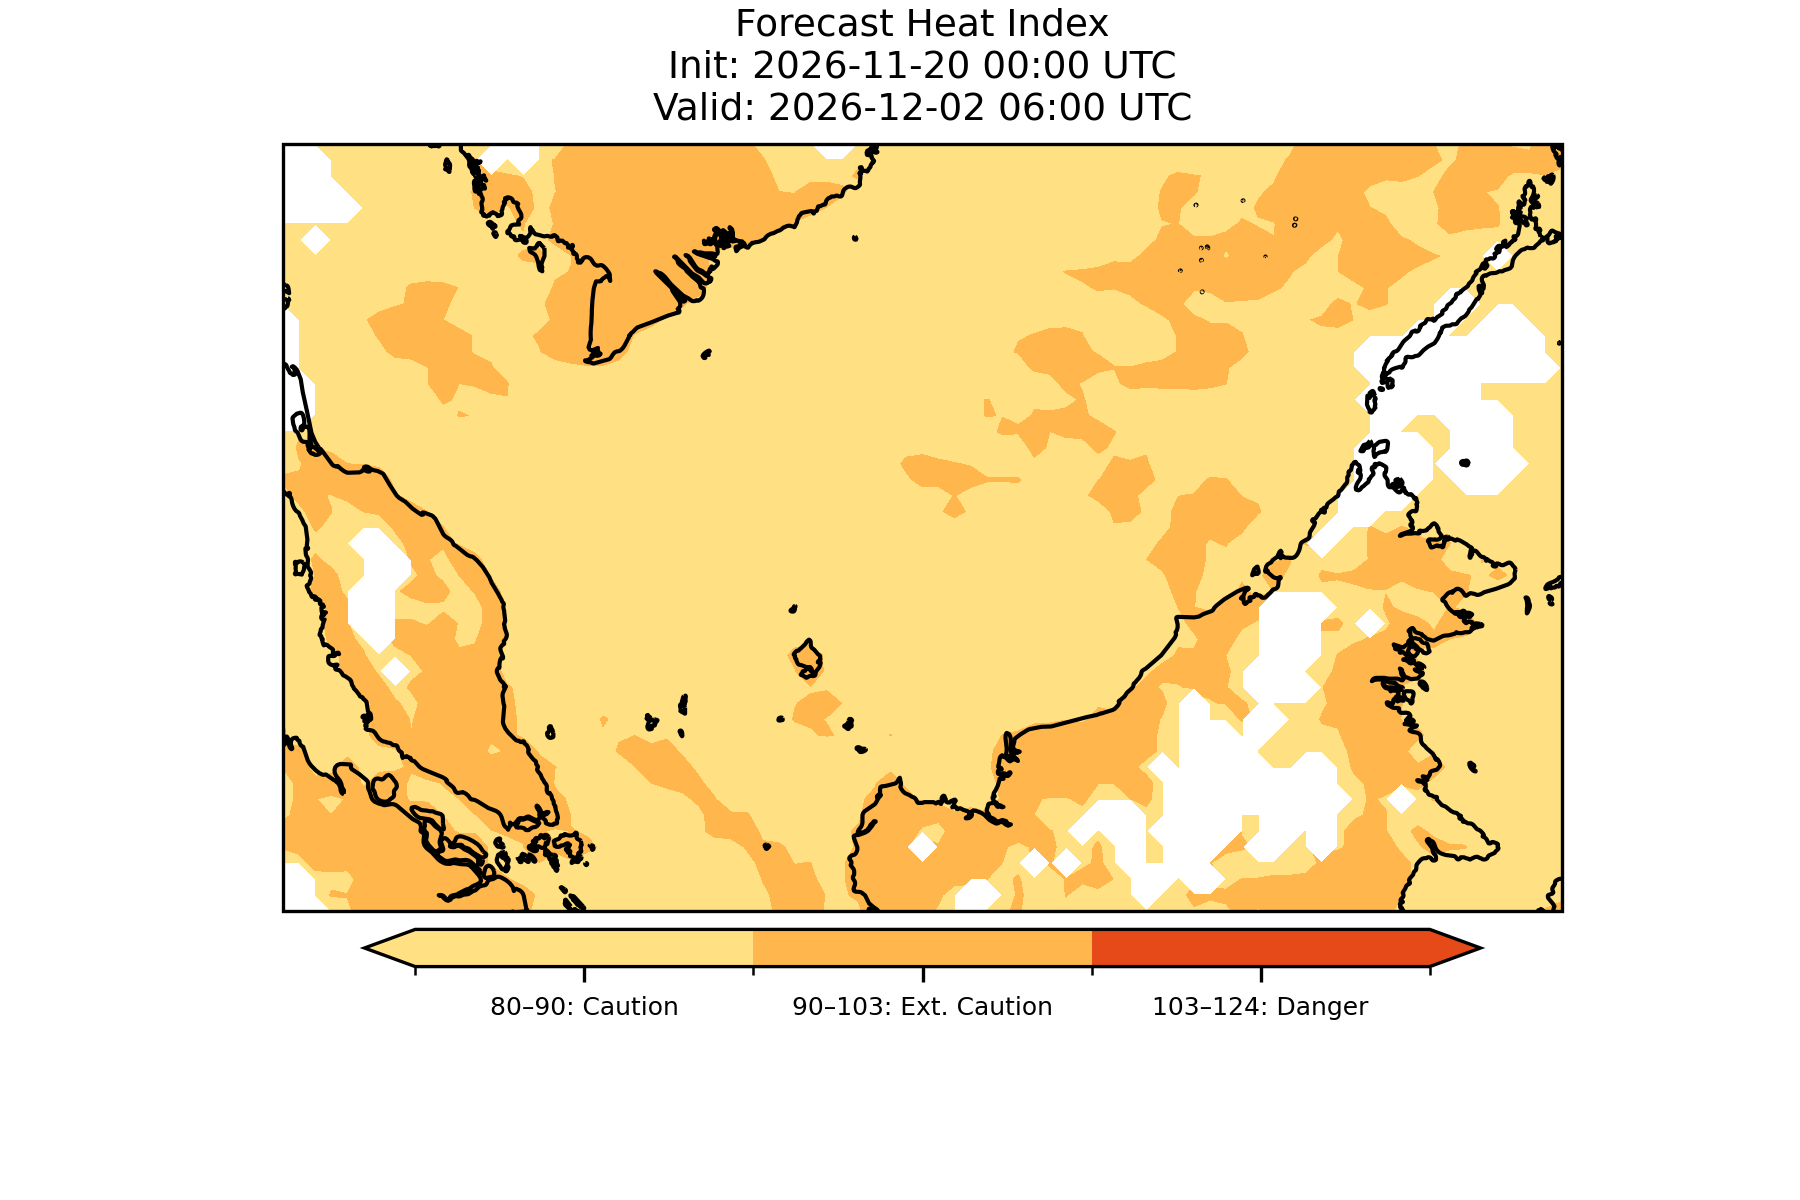 Forecast Heat Index
Init: 2026-11-20 00:00 UTC
Valid: 2026-12-02 06:00 UTC
80–90: Caution
90–103: Ext. Caution
103–124: Danger